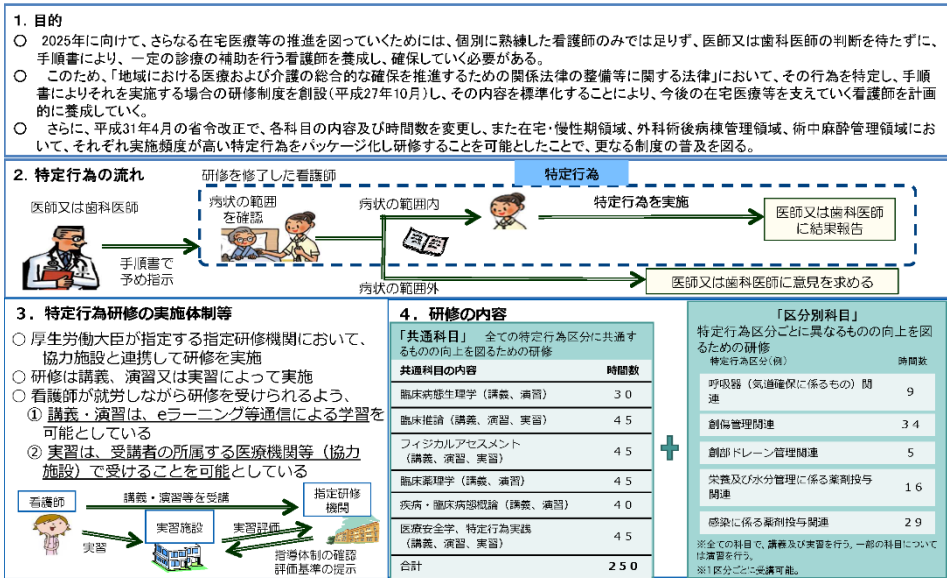 1．目的
○　2025年に向けて、さらなる在宅医療等の推進を図っていくためには、個別に熟練した看護師のみでは足りず、医師又は歯科医師の判断を待たずに、
手順書により、一定の診療の補助を行う看護師を養成し、確保していく必要がある。
○　このため、「地域における医療および介護の総合的な確保を推進するための関係法律の整備等に関する法律」において、その行為を特定し、手順
書によりそれを実施する場合の研修制度を創設（平成27年10月）し、その内容を標準化することにより、今後の在宅医療等を支えていく看護師を計画
的に養成していく。
○　さらに、平成31年4月の省令改正で、各科目の内容及び時間数を変更し、また在宅・慢性期領域、外科術後病棟管理領域、術中麻酔管理領域にお
いて、それぞれ実施頻度が高い特定行為をパッケージ化し研修することを可能としたことで、更なる制度の普及を図る。
2．特定行為の流れ
研修を修了した看護師
特定行為
医師又は歯科医師
病状の範囲
を確認
病状の範囲内
特定行為を実施
医師又は歯科医師
に結果報告
手順書で
予め指示
病状の範囲外
医師又は歯科医師に意見を求める
3．特定行為研修の実施体制等
○ 厚生労働大臣が指定する指定研修機関において、
協力施設と連携して研修を実施
○ 研修は講義、演習又は実習によって実施
○ 看護師が就労しながら研修を受けられるよう、
① 講義・演習は、eラーニング等通信による学習を
可能としている
② 実習は、受講者の所属する医療機関等（協力
施設）で受けることを可能としている
看護師
講義・演習等を受講
指定研修
機関
実習施設
実習評価
実習
指導体制の確認
評価基準の提示
4．研修の内容
「共通科目」 全ての特定行為区分に共通す
るものの向上を図るための研修
共通科目の内容　時間数
臨床病態生理学（講義、演習）　30
臨床推論（講義、演習、実習）　45
フィジカルアセスメント
（講義、演習、実習）　45
臨床薬理学（講義、演習）　45
疾病・臨床病態概論（講義、演習）　40
医療安全学、特定行為実践
（講義、演習、実習）　45
合計　250
「区分別科目」
特定行為区分ごとに異なるものの向上を図
るための研修
特定行為区分（例）　時間数
呼吸器（気道確保に係るもの）関
連　9
創傷管理関連　34
創部ドレーン管理関連　5
栄養及び水分管理に係る薬剤投与
関連　16
感染に係る薬剤投与関連　29
※全ての科目で、講義及び実習を行う。一部の科目について
は演習を行う。
※1区分ごとに受講可能。